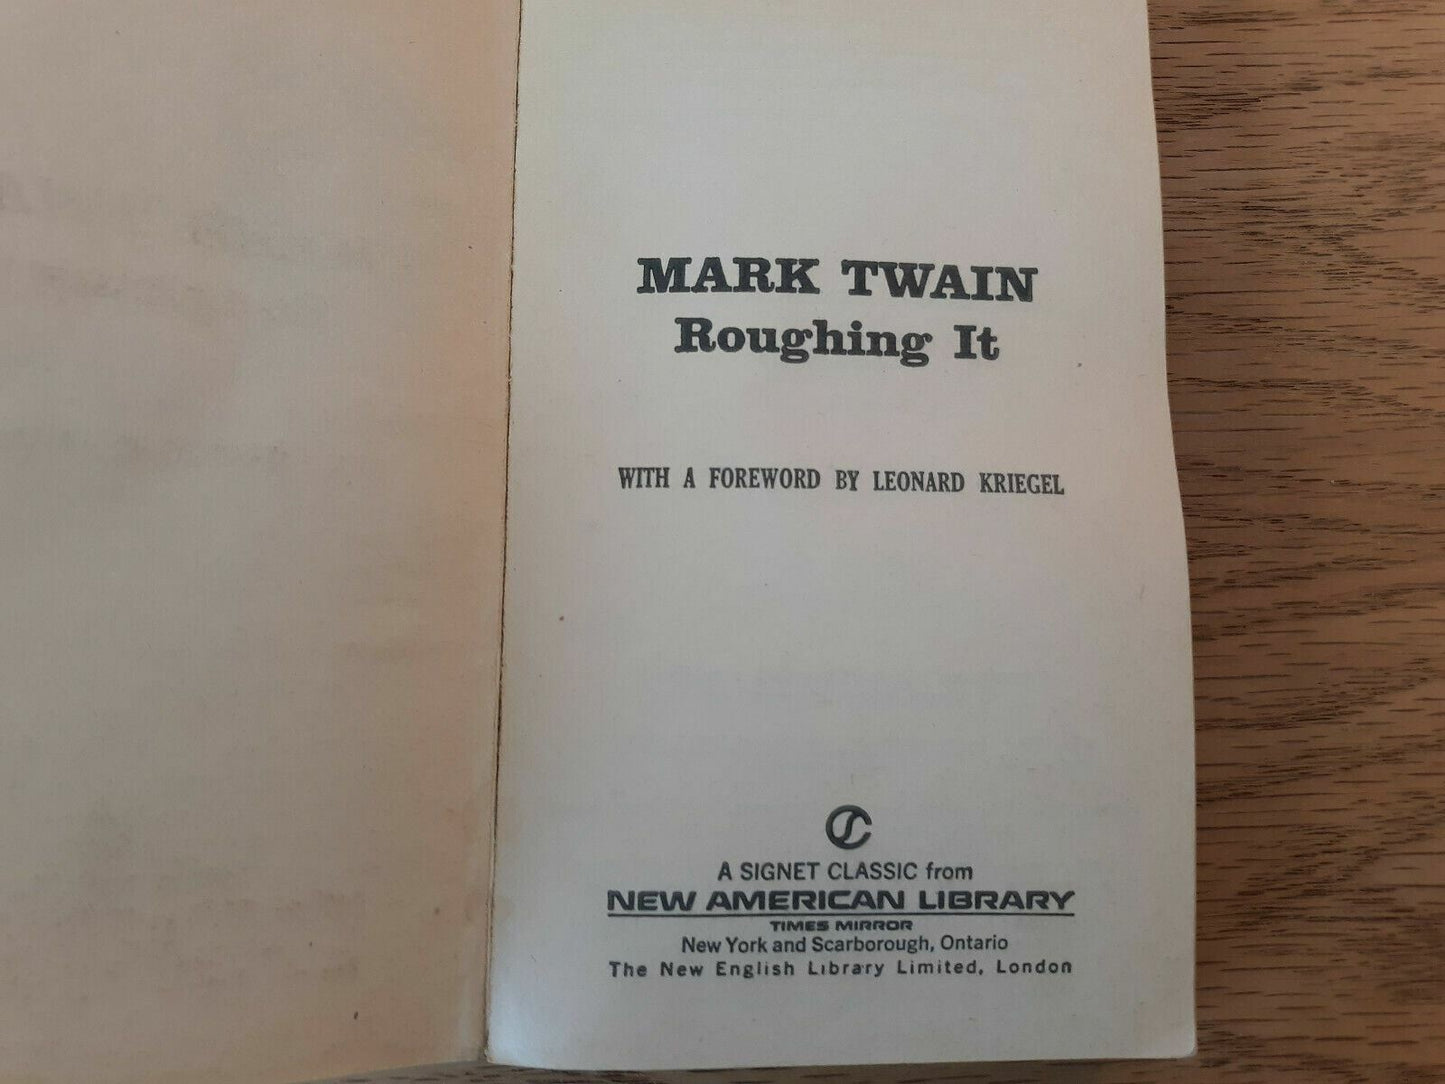 MARK TWAIN
Roughing It
WITH A FOREWORD BY LEONARD KRIEGEL
A SIGNET CLASSIC from
NEW AMERICAN LIBRARY
TIMES MIRROR
New York and Scarborough, Ontario
The New English Library Limited, London